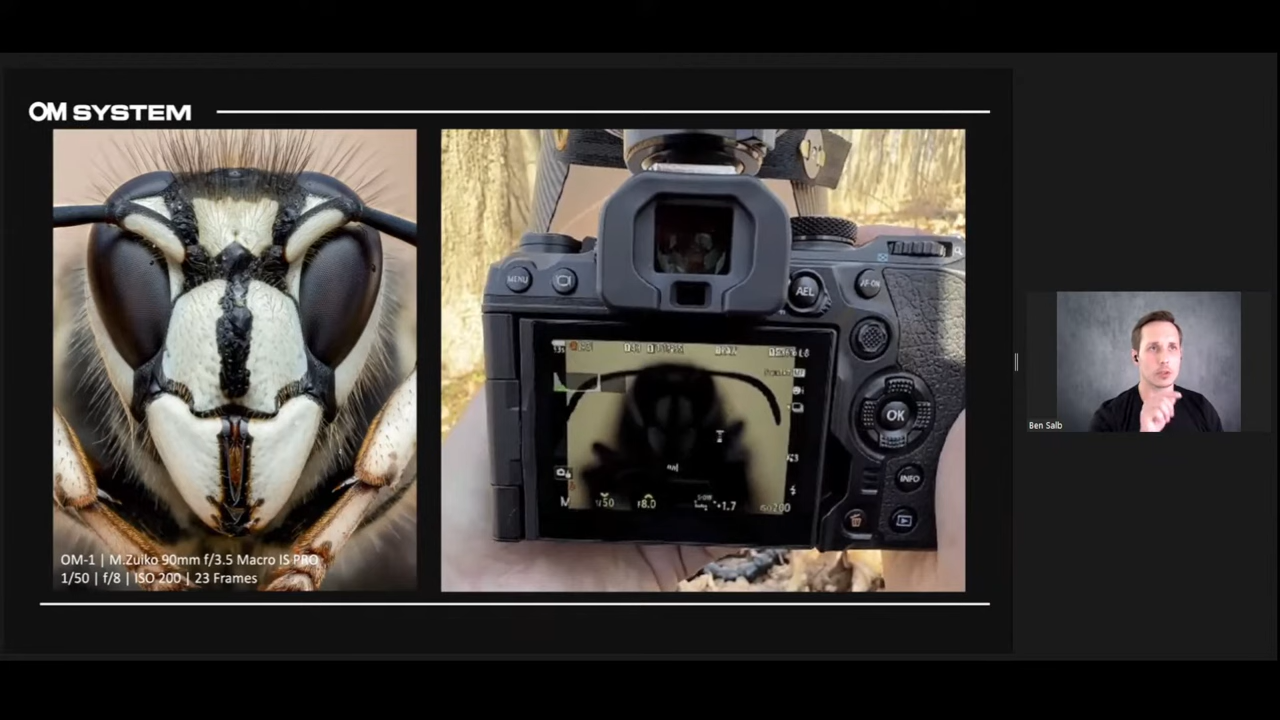 OM SYSTEM
OM-1 | M.Zuiko 90mm f/3.5 Macro IS PRO
1/50 | f/8 | ISO 200 | 23 Frames
MENU
AEL
AF-ON
OK
INFO
M 1/50 F8.0 +1.7 ISO200
Ben Salb